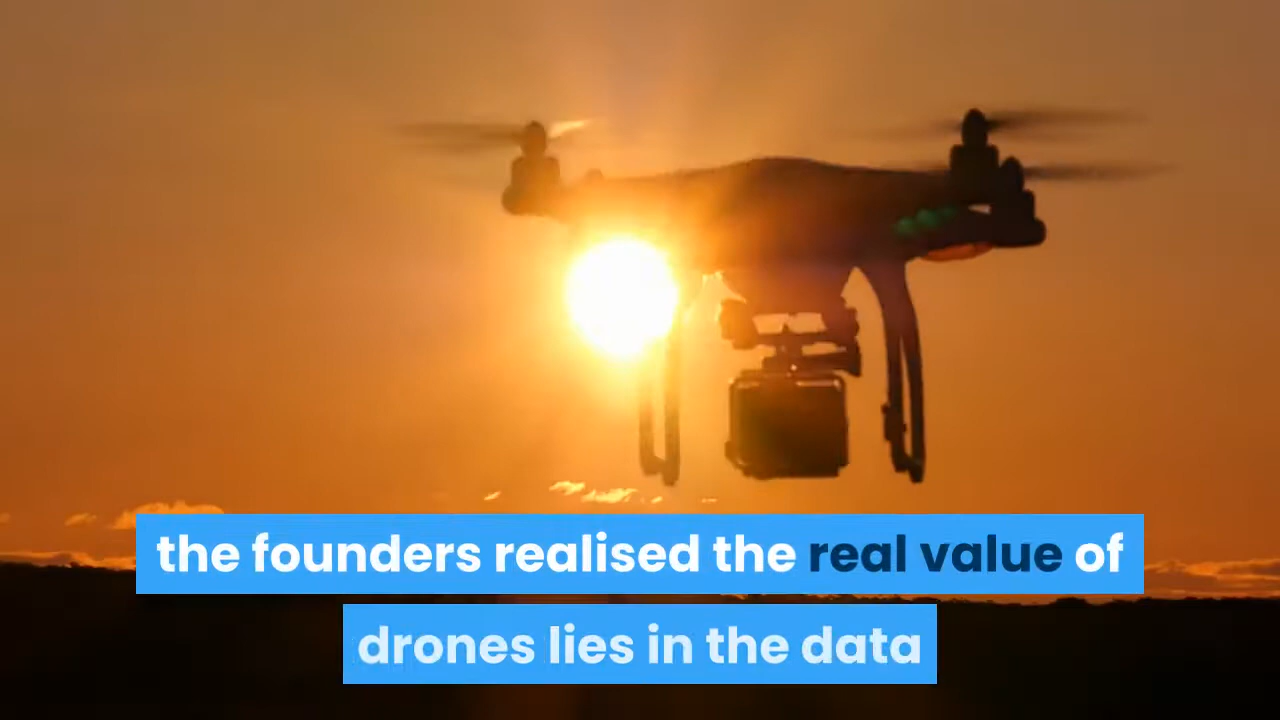 the founders realised the real value of
drones lies in the data